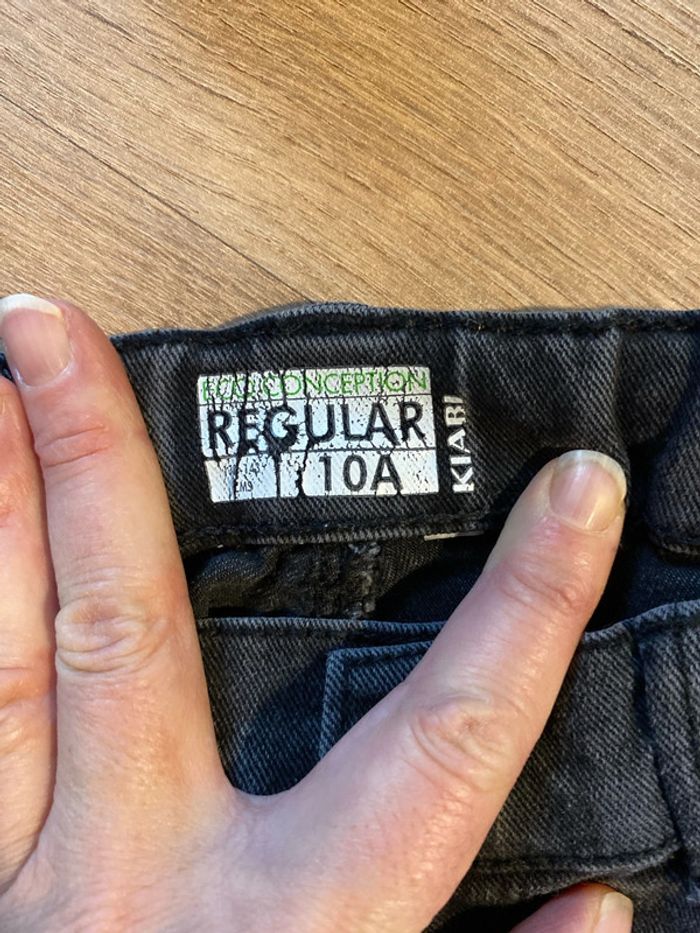 ECO-CONCEPTION
REGULAR
10A
KIABI